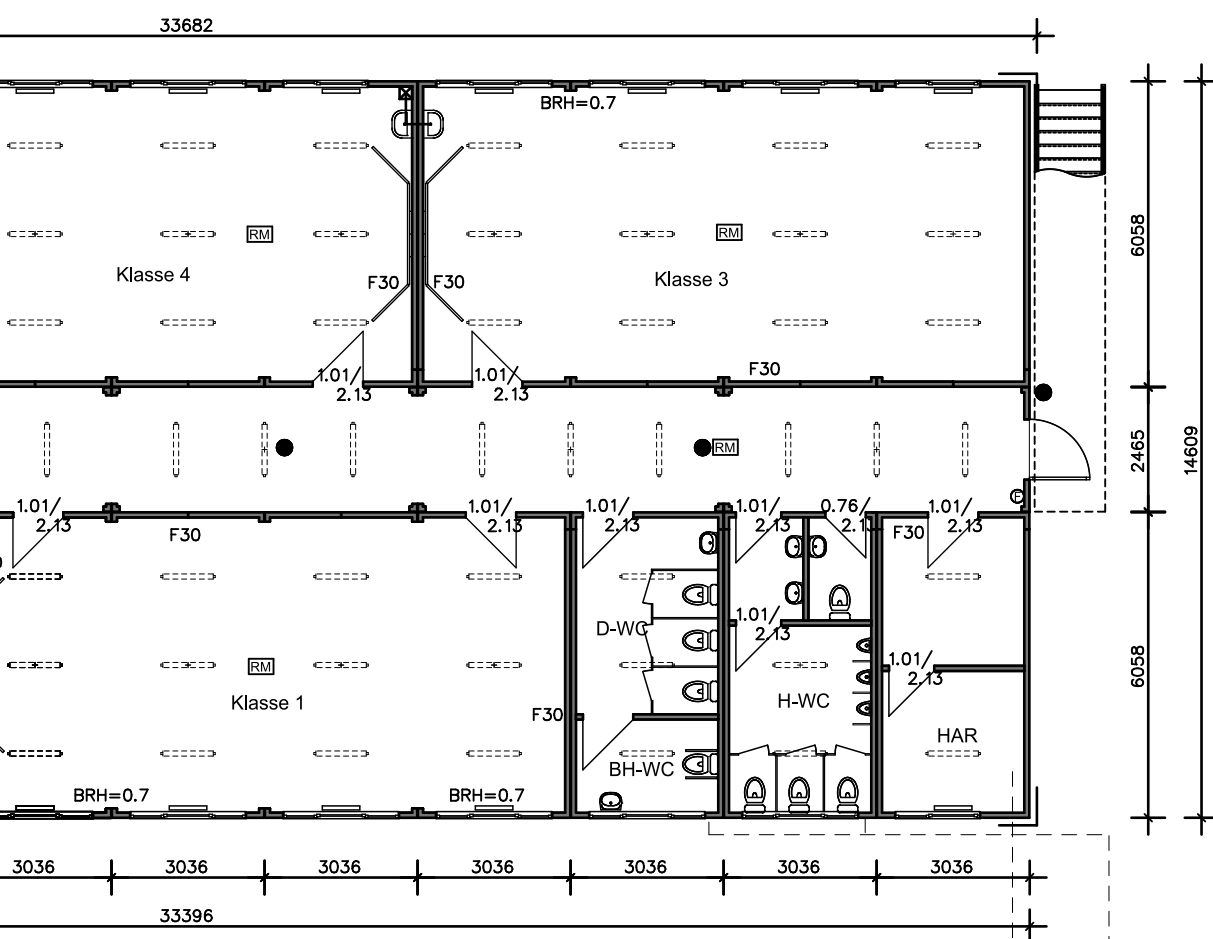 33682
BRH=0.7
RM
RM
Klasse 4
Klasse 3
F30
F30
6058
F30
1.01/
2.13
1.01/
2.13
RM
2465
14609
F
1.01/
2.13
1.01/
2.13
1.01/
2.13
1.01/
2.13
0.76/
2.1
1.01/
2.13
F30
F30
1.01/
2.13
D-WC
RM
1.01/
2.13
6058
Klasse 1
H-WC
F30
HAR
BH-WC
BRH=0.7
BRH=0.7
3036
3036
3036
3036
3036
3036
3036
33396